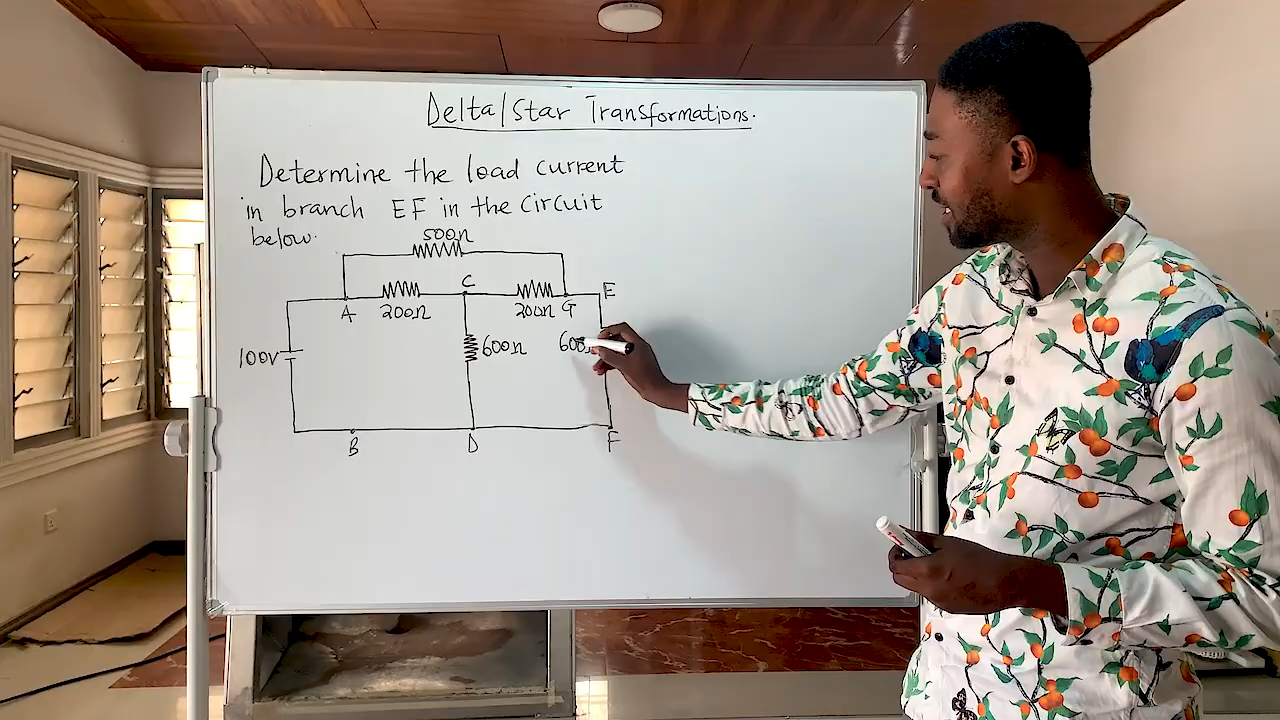 Delta/Star Transformations.
Determine the load current
in branch EF in the circuit
below.
500Ω
C
E
A
200Ω
200Ω
G
100V
600Ω
B
D
F